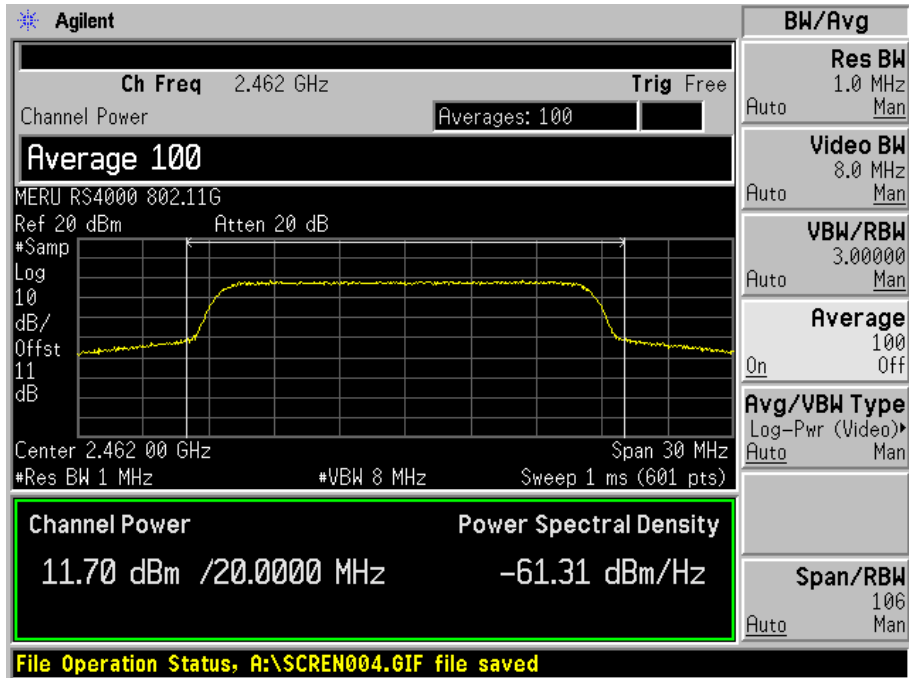 Agilent
Ch Freq 2.462 GHz Trig Free
Channel Power Averages: 100
Average 100
MERU RS4000 802.11G
Ref 20 dBm Atten 20 dB
#Samp
Log
10
dB/
Offst
11
dB
Center 2.462 00 GHz Span 30 MHz
#Res BW 1 MHz #VBW 8 MHz Sweep 1 ms (601 pts)
Channel Power Power Spectral Density
11.70 dBm /20.0000 MHz -61.31 dBm/Hz
File Operation Status, A:\SCREN004.GIF file saved
BW/Avg
Res BW
1.0 MHz
Auto Man
Video BW
8.0 MHz
Auto Man
VBW/RBW
3.00000
Auto Man
Average
100
On Off
Avg/VBW Type
Log-Pwr (Video)
Auto Man
Span/RBW
106
Auto Man